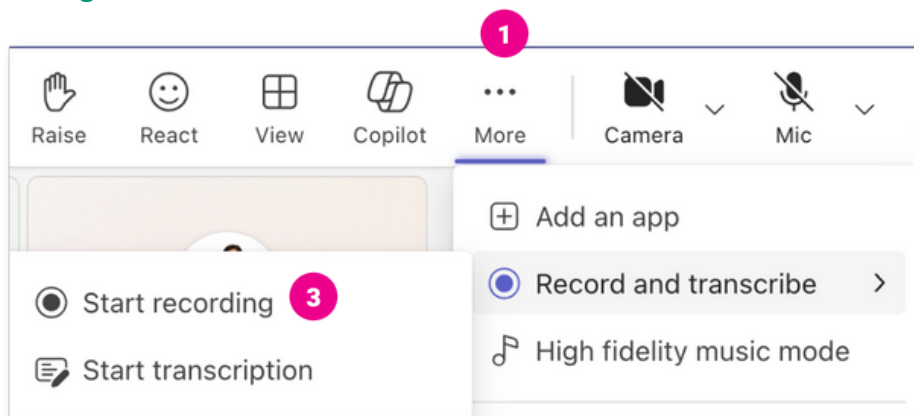 1
Raise React View Copilot More Camera Mic
Add an app
Record and transcribe
High fidelity music mode
Start recording 3
Start transcription